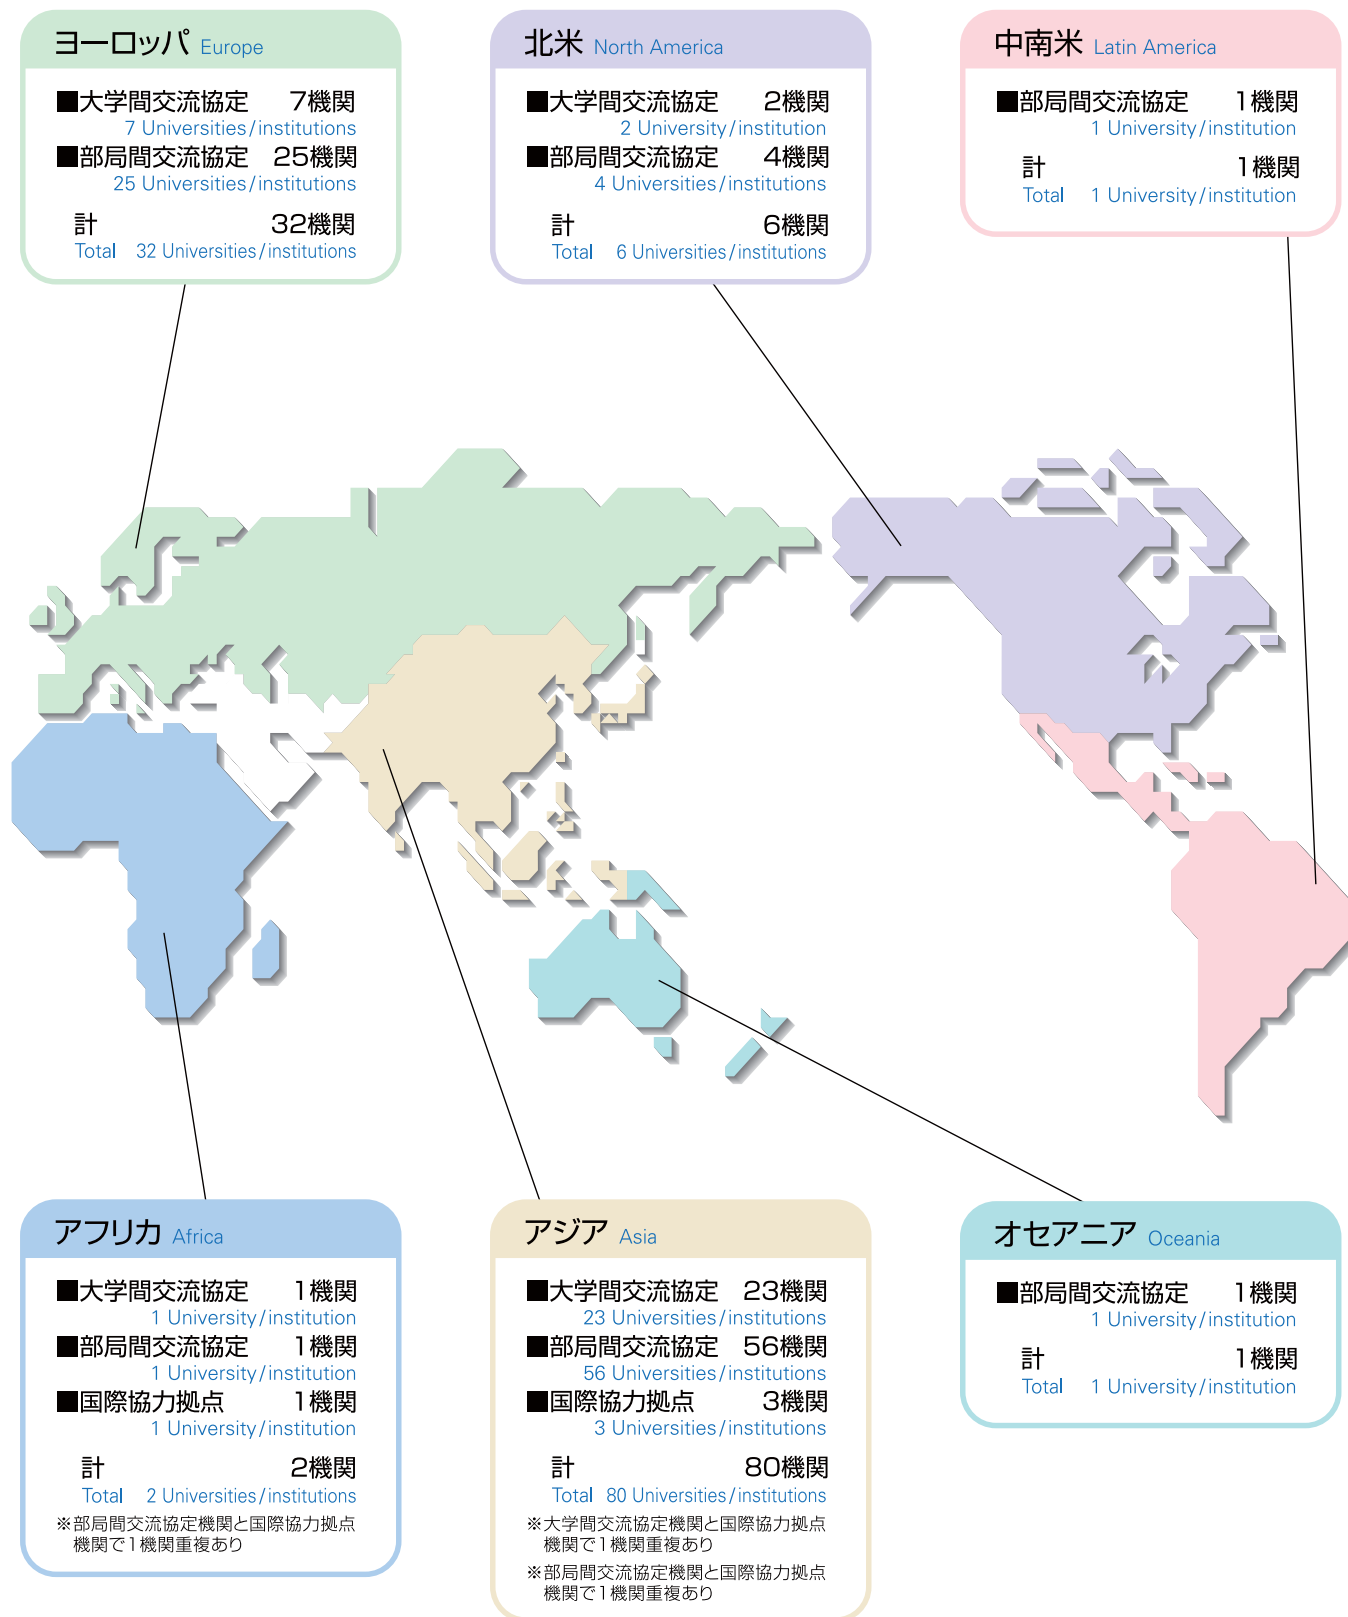 ヨーロッパ Europe
■大学間交流協定 7機関
7 Universities/institutions
■部局間交流協定 25機関
25 Universities/institutions
計 32機関
Total 32 Universities/institutions
北米 North America
■大学間交流協定 2機関
2 University/institution
■部局間交流協定 4機関
4 Universities/institutions
計 6機関
Total 6 Universities/institutions
中南米 Latin America
■部局間交流協定 1機関
1 University/institution
計 1機関
Total 1 University/institution
アフリカ Africa
■大学間交流協定 1機関
1 University/institution
■部局間交流協定 1機関
1 University/institution
■国際協力拠点 1機関
1 University/institution
計 2機関
Total 2 Universities/institutions
※部局間交流協定機関と国際協力拠点
機関で1機関重複あり
アジア Asia
■大学間交流協定 23機関
23 Universities/institutions
■部局間交流協定 56機関
56 Universities/institutions
■国際協力拠点 3機関
3 Universities/institutions
計 80機関
Total 80 Universities/institutions
※大学間交流協定機関と国際協力拠点
機関で1機関重複あり
※部局間交流協定機関と国際協力拠点
機関で1機関重複あり
オセアニア Oceania
■部局間交流協定 1機関
1 University/institution
計 1機関
Total 1 University/institution